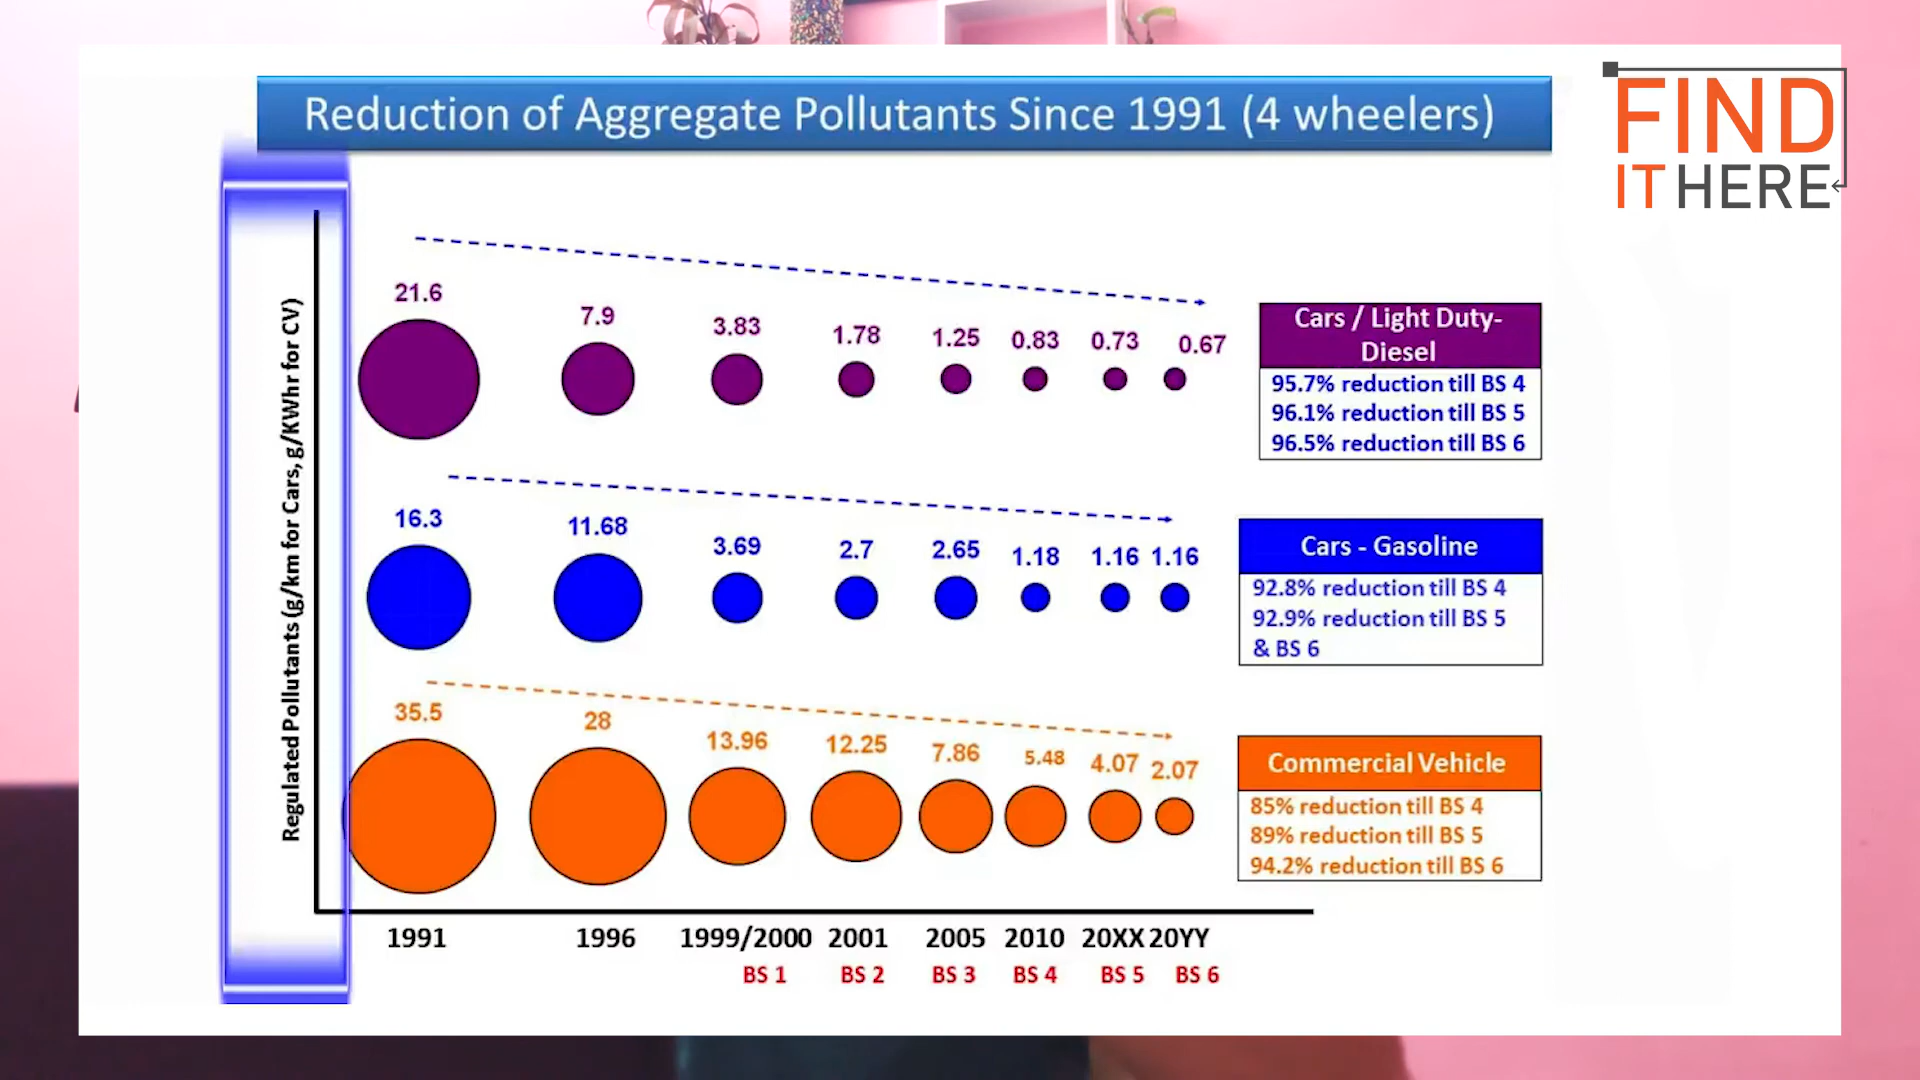 Reduction of Aggregate Pollutants Since 1991 (4 wheelers)
FIND
IT HERE
Regulated Pollutants (g/km for Cars, g/KWhr for CV)
21.6
7.9
3.83
1.78
1.25
0.83
0.73
0.67
Cars / Light Duty-
Diesel
95.7% reduction till BS 4
96.1% reduction till BS 5
96.5% reduction till BS 6
16.3
11.68
3.69
2.7
2.65
1.18
1.16
1.16
Cars - Gasoline
92.8% reduction till BS 4
92.9% reduction till BS 5
& BS 6
35.5
28
13.96
12.25
7.86
5.48
4.07
2.07
Commercial Vehicle
85% reduction till BS 4
89% reduction till BS 5
94.2% reduction till BS 6
1991 1996 1999/2000 2001 2005 2010 20XX 20YY
BS 1 BS 2 BS 3 BS 4 BS 5 BS 6